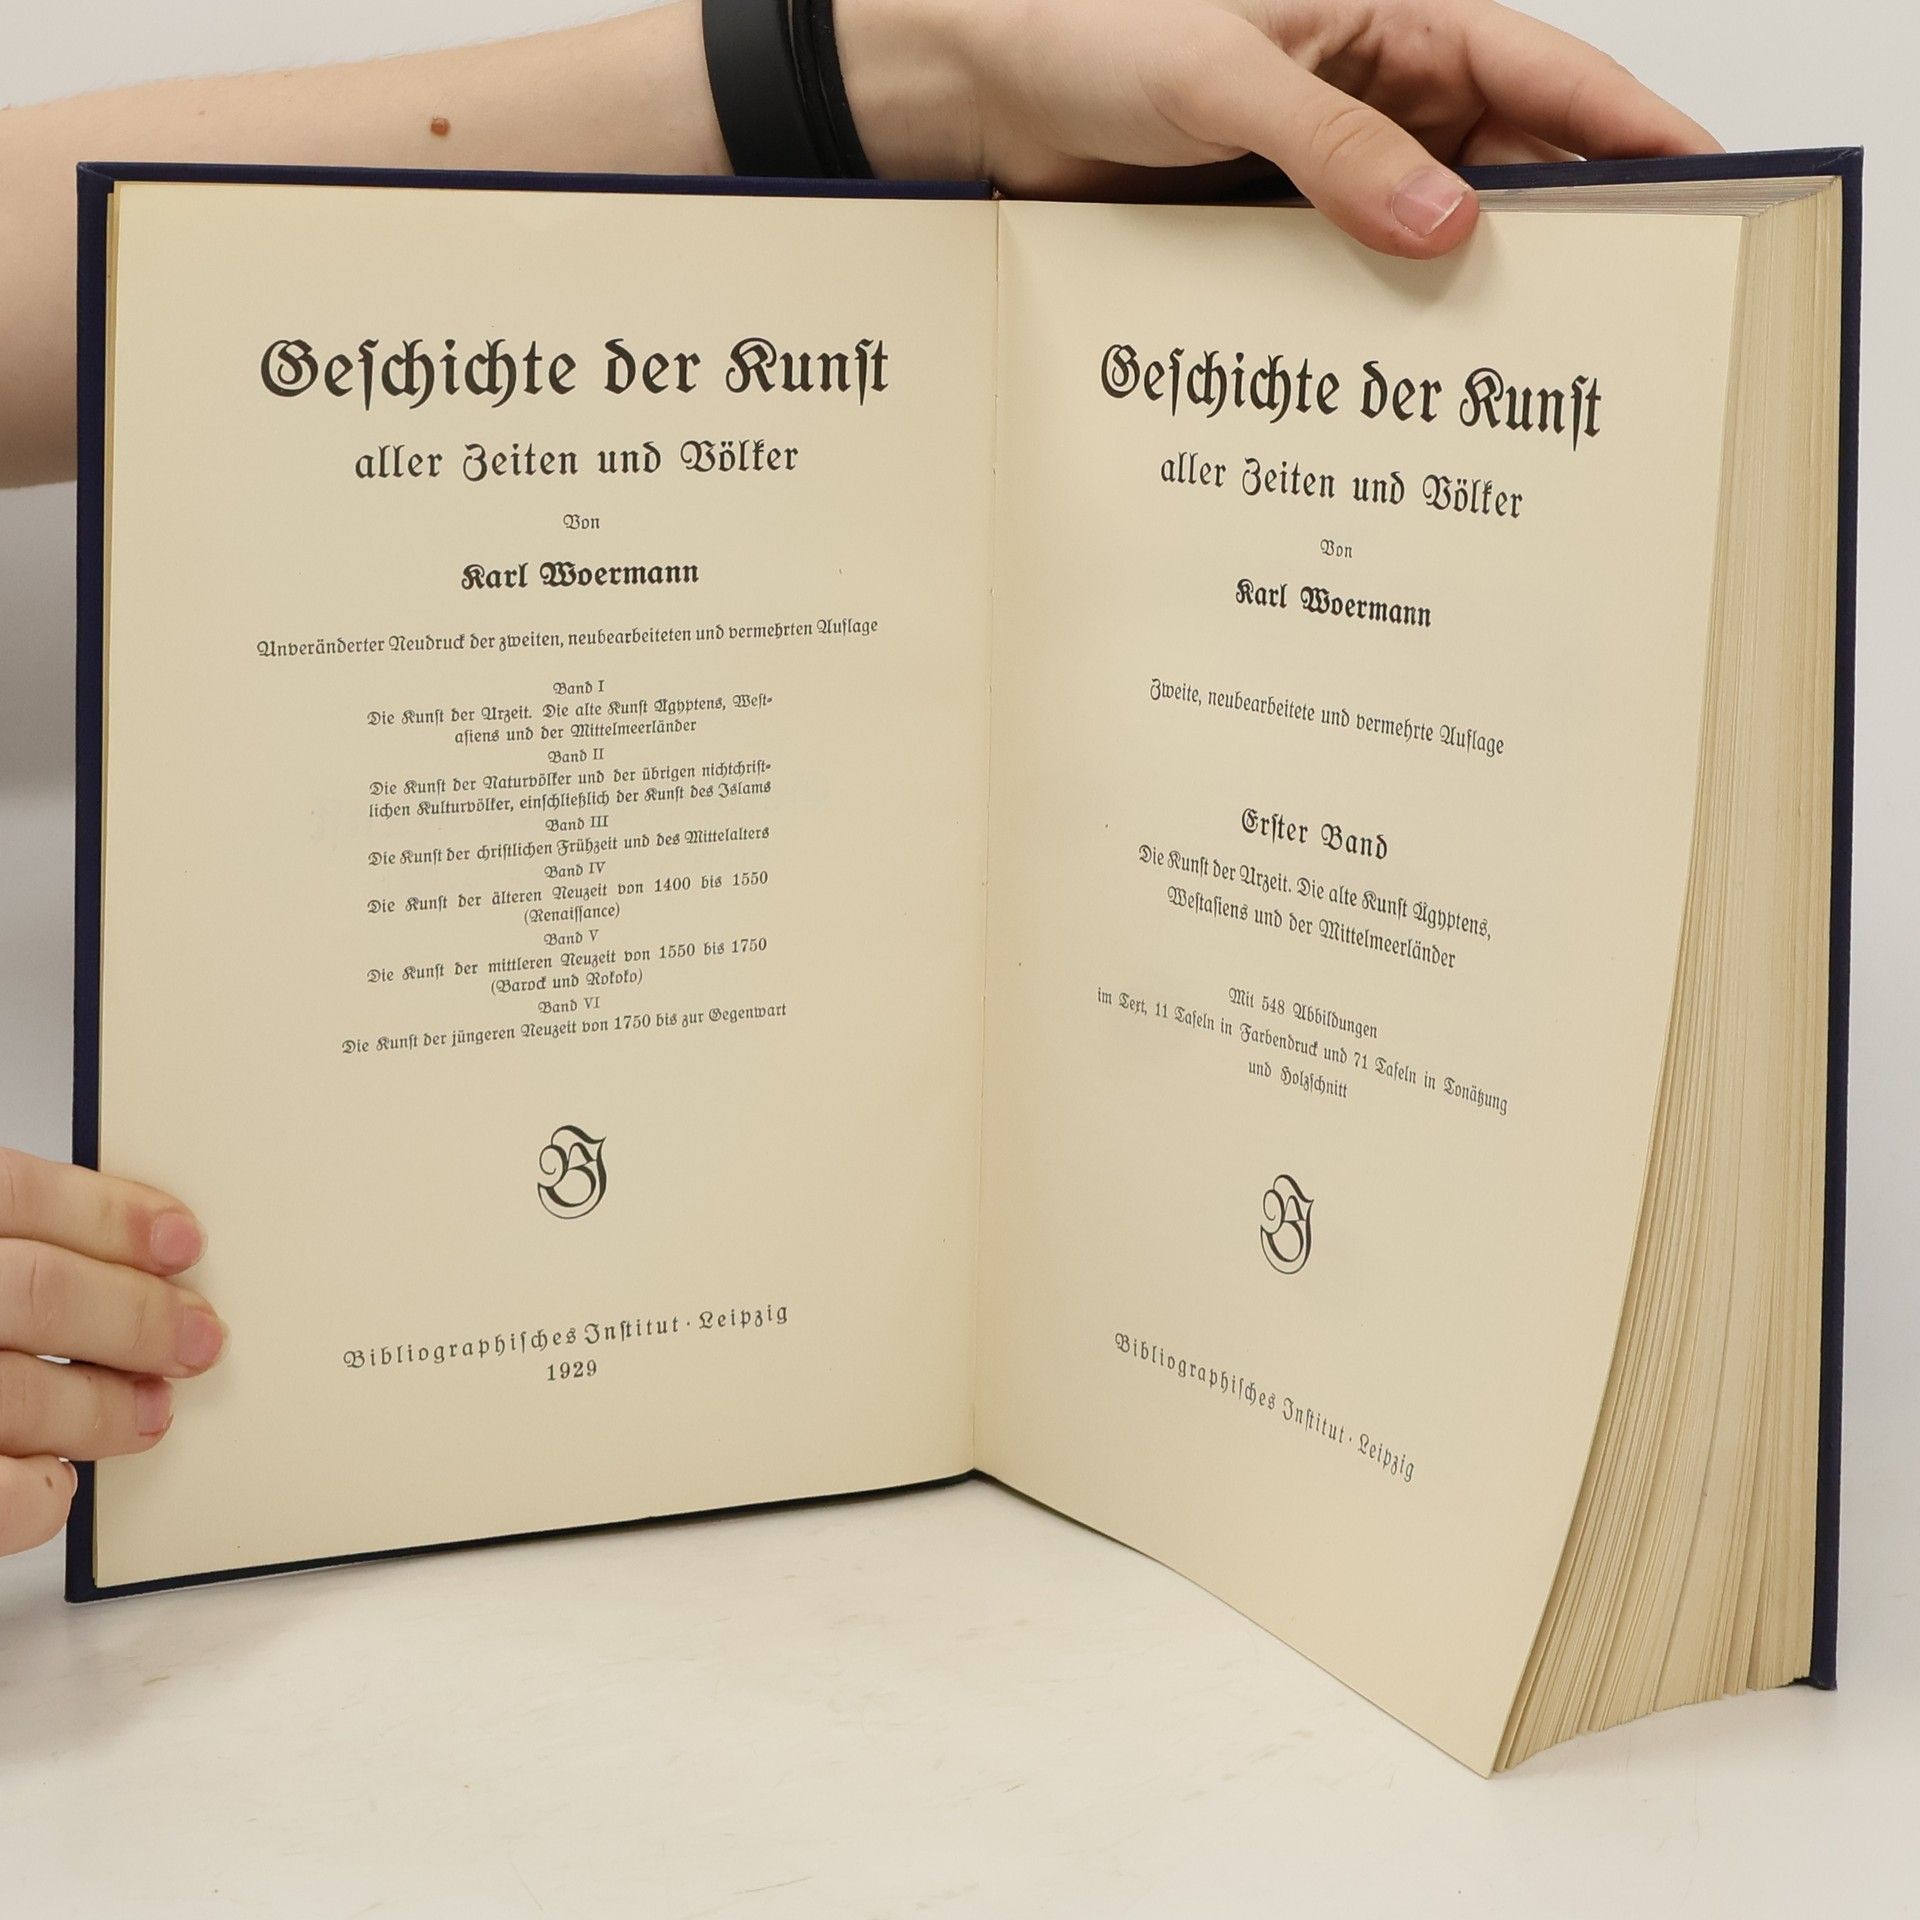 Geſchichte der Kunſt
aller Zeiten und Völker
Von
Karl Woermann
Unveränderter Neudruck der zweiten, neubearbeiteten und vermehrten Auflage
Band I
Die Kunſt der Urzeit. Die alte Kunſt Ägyptens, Weſt-
aſiens und der Mittelmeerländer
Band II
Die Kunſt der Naturvölker und der übrigen nichtchriſt-
lichen Kulturvölker, einſchließlich der Kunſt des Islams
Band III
Die Kunſt der chriſtlichen Frühzeit und des Mittelalters
Band IV
Die Kunſt der älteren Neuzeit von 1400 bis 1550
(Renaiſſance)
Band V
Die Kunſt der mittleren Neuzeit von 1550 bis 1750
(Barock und Rokoko)
Band VI
Die Kunſt der jüngeren Neuzeit von 1750 bis zur Gegenwart
BI
Bibliographiſches Inſtitut · Leipzig
1929
Geſchichte der Kunſt
aller Zeiten und Völker
Von
Karl Woermann
Zweite, neubearbeitete und vermehrte Auflage
Erſter Band
Die Kunſt der Urzeit. Die alte Kunſt Ägyptens,
Weſtaſiens und der Mittelmeerländer
Mit 548 Abbildungen
im Text, 11 Tafeln in Farbendruck und 71 Tafeln in Tonätzung
und Holzſchnitt
BI
Bibliographiſches Inſtitut · Leipzig